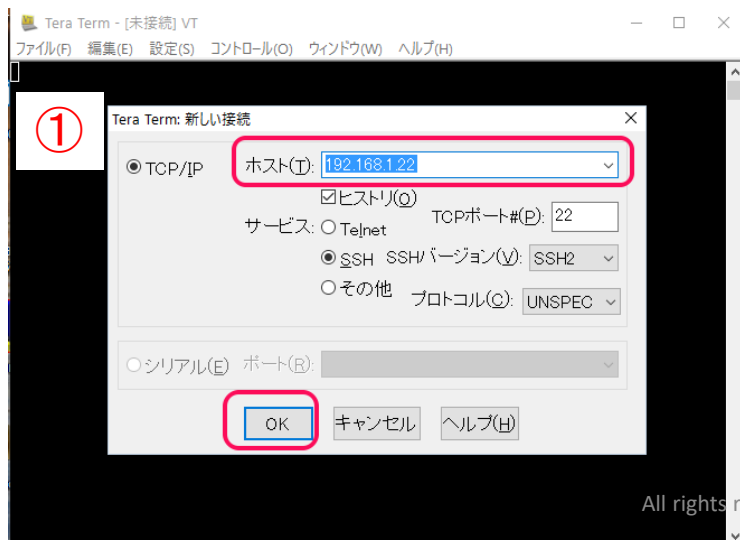 Tera Term - [未接続] VT
ファイル(F) 編集(E) 設定(S) コントロール(O) ウィンドウ(W) ヘルプ(H)
①
Tera Term: 新しい接続
TCP/IP ホスト(T): 192.168.1.22
ヒストリ(O)
サービス: Telnet TCPポート#(P): 22
SSH SSHバージョン(V): SSH2
その他 プロトコル(C): UNSPEC
シリアル(E) ポート(R):
OK キャンセル ヘルプ(H)
All rights r